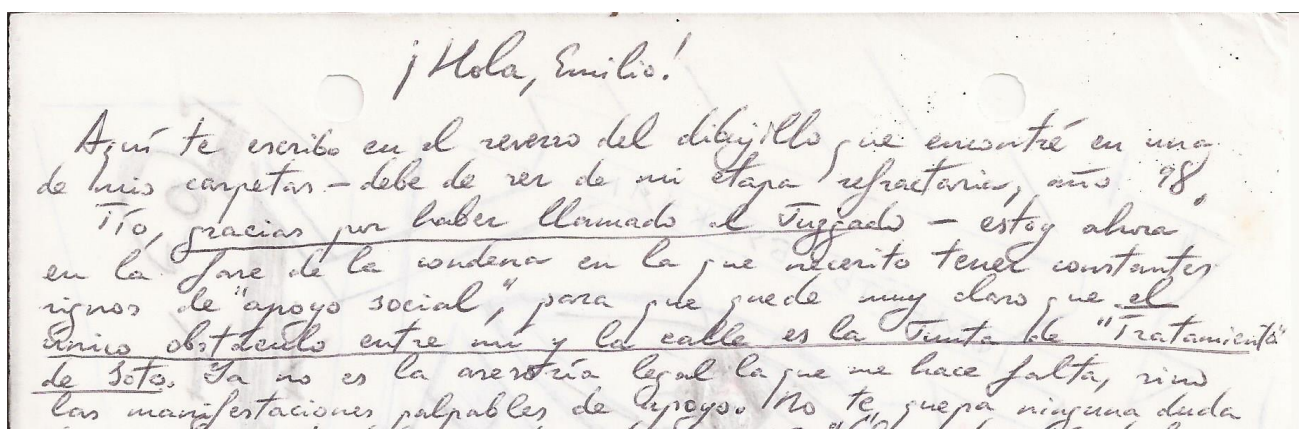 ¡Hola, Emilio!
Aquí te escribo en el reverso del dibujillo que encontré en una
de mis carpetas – debe de ser de mi etapa refractaria, año 98.
Tío, gracias por haber llamado al Juzgado – estoy ahora
en la fase de la condena en la que necesito tener constantes
signos de "apoyo social," para que quede muy claro que el
único obstáculo entre mí y la calle es la Junta de "Tratamiento"
de Soto. Ya no es la asesoría legal la que me hace falta, sino
las manifestaciones palpables de apoyo. No te quepa ninguna duda